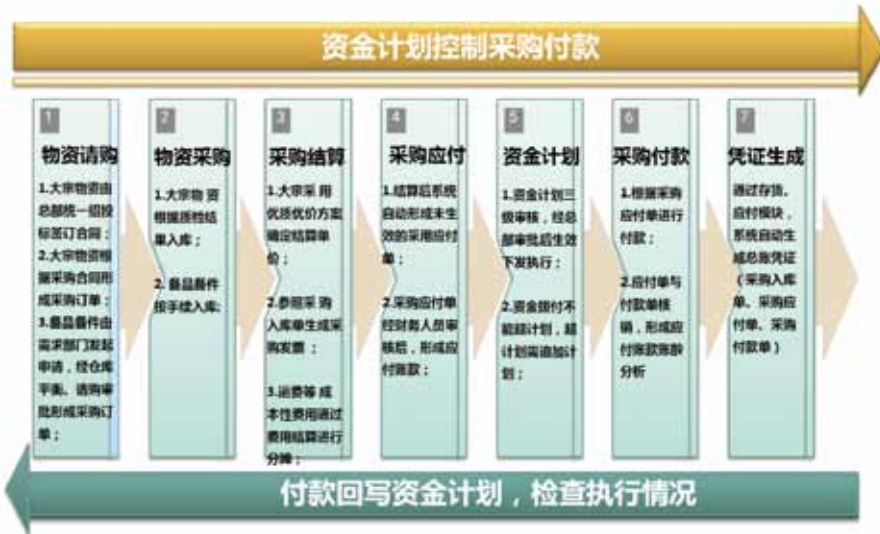 资金计划控制采购付款
1
物资请购
1.大宗物资由
总部统一招投
标签订合同；
2.大宗物资根
据采购合同形
成采购订单；
3.备品备件由
需求部门发起
申请，经仓库
平衡、请购审
批形成采购订
单；
2
物资采购
1.大宗物 资
根据质检结
果入库；
2. 备品备件
按手续入库;
3
采购结算
1.大宗采 用
优质优价方案
确定结算单
价；
2.参照采 购
入库单生成采
购发票 ；
3.运费等 成
本性费用通过
费用结算进行
分摊；
4
采购应付
1.结算后系统
自动形成未生
效的采用应付
单；
2.采购应付单
经财务人员审
核后，形成应
付账款；
5
资金计划
1.资金计划三
级审核，经总
部审批后生效
下发执行；
2.资金拨付不
能超计划，超
计划需追加计
划；
6
采购付款
1.根据采购
应付单进行
付款；
2.应付单与
付款单核
销，形成应
付账款账龄
分析
7
凭证生成
通过存货、
应付模块，
系统自动生
成总账凭证
（采购入库
单、采购应
付单、采购
付款单）
付款回写资金计划，检查执行情况